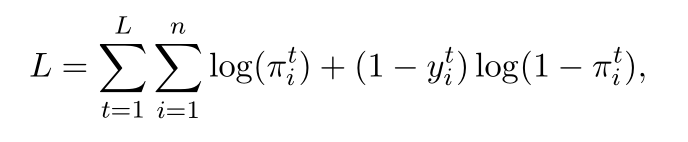 L = \sum_{t=1}^{L} \sum_{i=1}^{n} \log(\pi_i^t) + (1 - y_i^t) \log(1 - \pi_i^t),